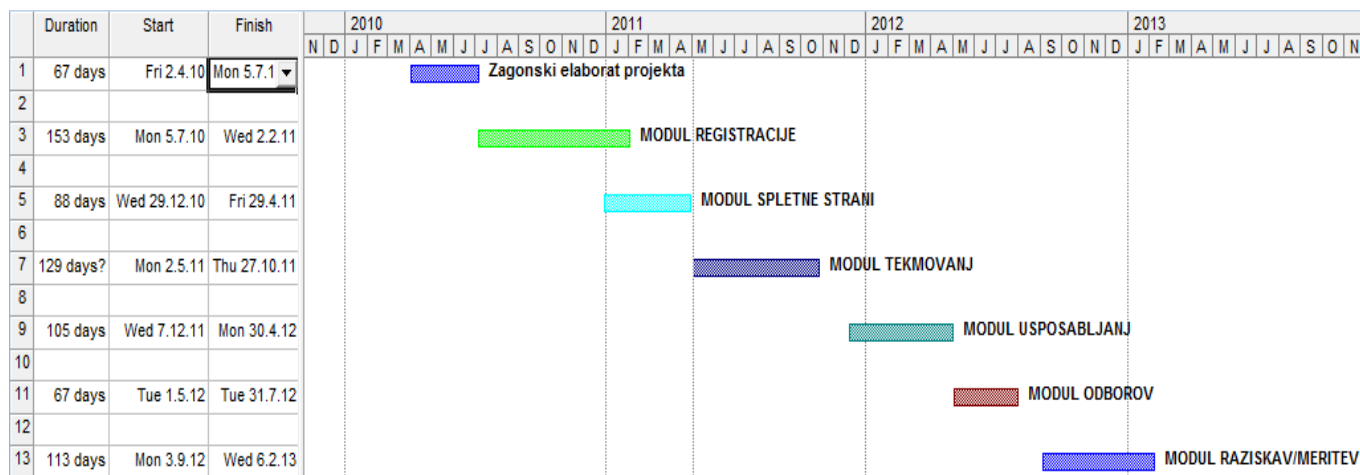 Duration Start Finish 2010 2011 2012 2013
N D J F M A M J J A S O N D J F M A M J J A S O N D J F M A M J J A S O N D J F M A M J J A S O N
1 67 days Fri 2.4.10 Mon 5.7.1 Zagonski elaborat projekta
2
3 153 days Mon 5.7.10 Wed 2.2.11 MODUL REGISTRACIJE
4
5 88 days Wed 29.12.10 Fri 29.4.11 MODUL SPLETNE STRANI
6
7 129 days? Mon 2.5.11 Thu 27.10.11 MODUL TEKMOVANJ
8
9 105 days Wed 7.12.11 Mon 30.4.12 MODUL USPOSABLJANJ
10
11 67 days Tue 1.5.12 Tue 31.7.12 MODUL ODBOROV
12
13 113 days Mon 3.9.12 Wed 6.2.13 MODUL RAZISKAV/MERITEV